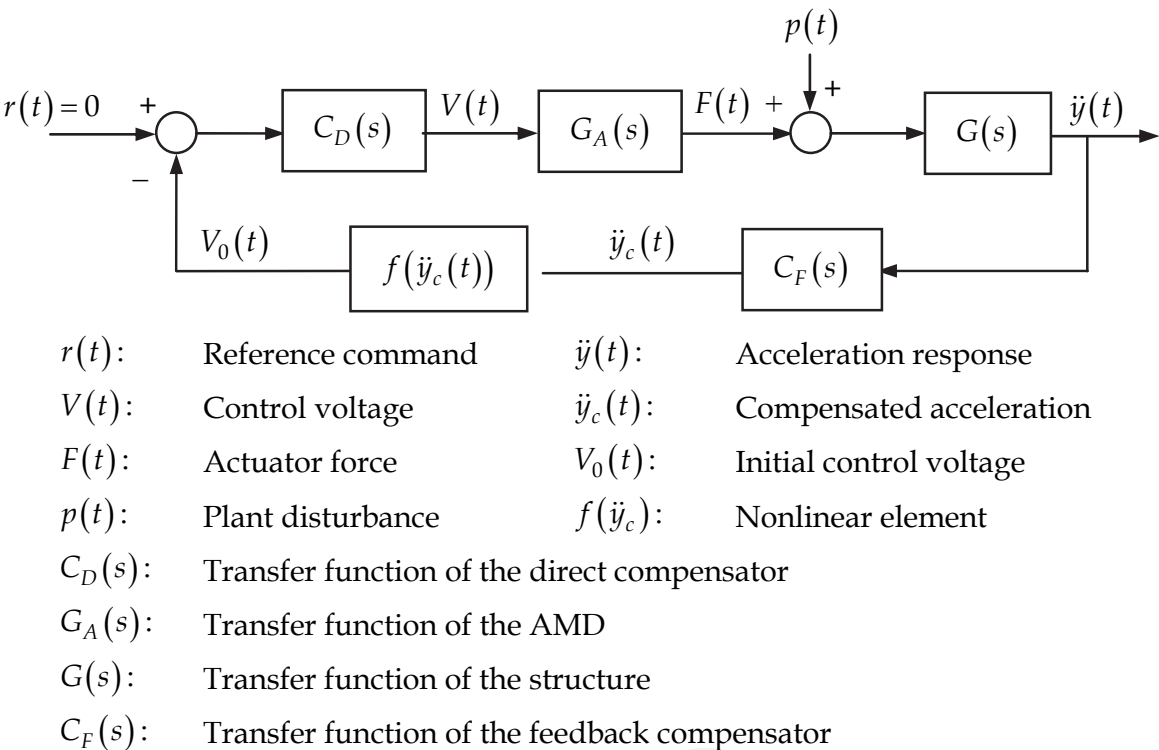 p(t)
r(t) = 0 + V(t) F(t) + + ÿ(t)
C_D(s) G_A(s) G(s)
−
V₀(t) ÿ_c(t)
f(ÿ_c(t)) C_F(s)
r(t): Reference command ÿ(t): Acceleration response
V(t): Control voltage ÿ_c(t): Compensated acceleration
F(t): Actuator force V₀(t): Initial control voltage
p(t): Plant disturbance f(ÿ_c): Nonlinear element
C_D(s): Transfer function of the direct compensator
G_A(s): Transfer function of the AMD
G(s): Transfer function of the structure
C_F(s): Transfer function of the feedback compensator